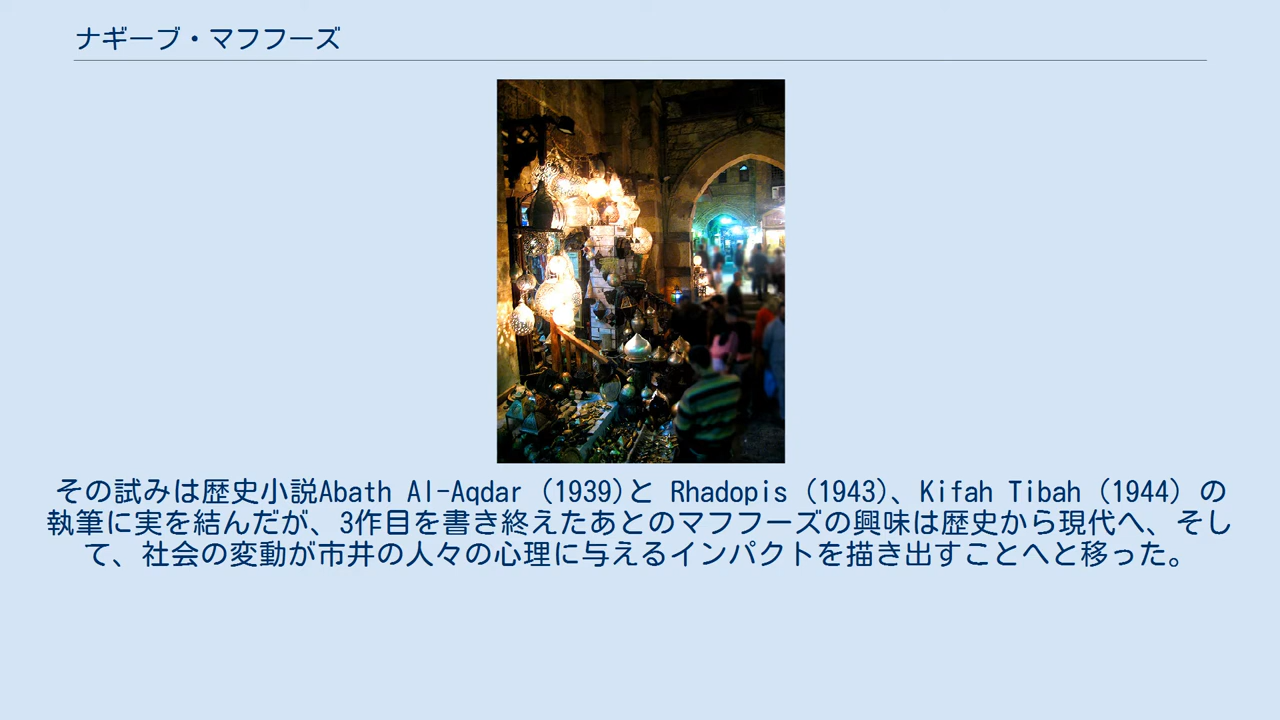 ナギーブ・マフフーズ
その試みは歴史小説Abath Al-Aqdar (1939)と Rhadopis (1943)、Kifah Tibah (1944) の
執筆に実を結んだが、3作目を書き終えたあとのマフフーズの興味は歴史から現代へ、そし
て、社会の変動が市井の人々の心理に与えるインパクトを描き出すことへと移った。